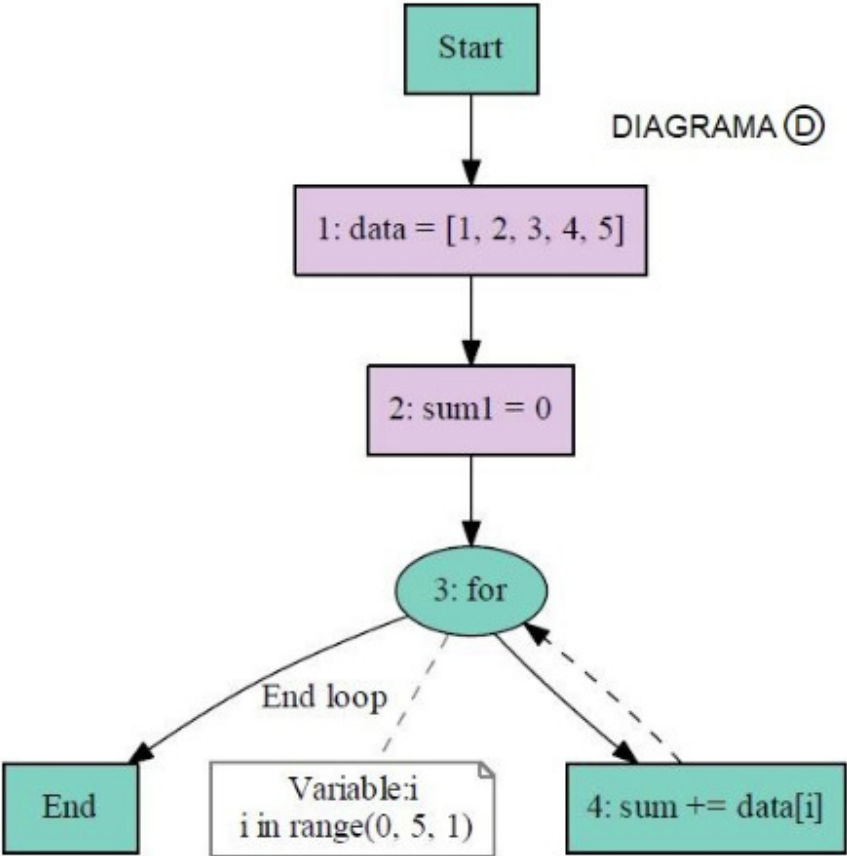 Start
DIAGRAMA D
1: data = [1, 2, 3, 4, 5]
2: sum1 = 0
3: for
End loop
End
Variable:i
i in range(0, 5, 1)
4: sum += data[i]